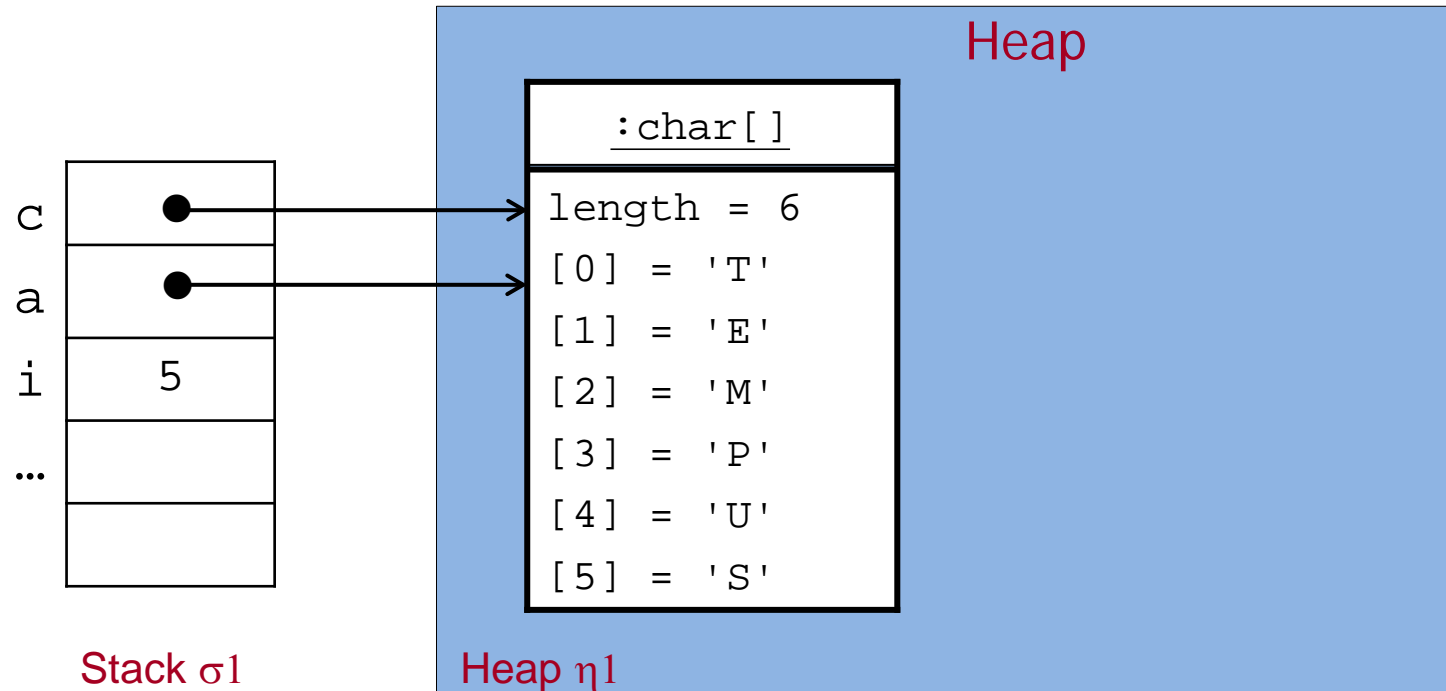 Heap
:char[]
c
length = 6
a
[0] = 'T'
[1] = 'E'
i
5
[2] = 'M'
…
[3] = 'P'
[4] = 'U'
[5] = 'S'
Stack σ1
Heap η1